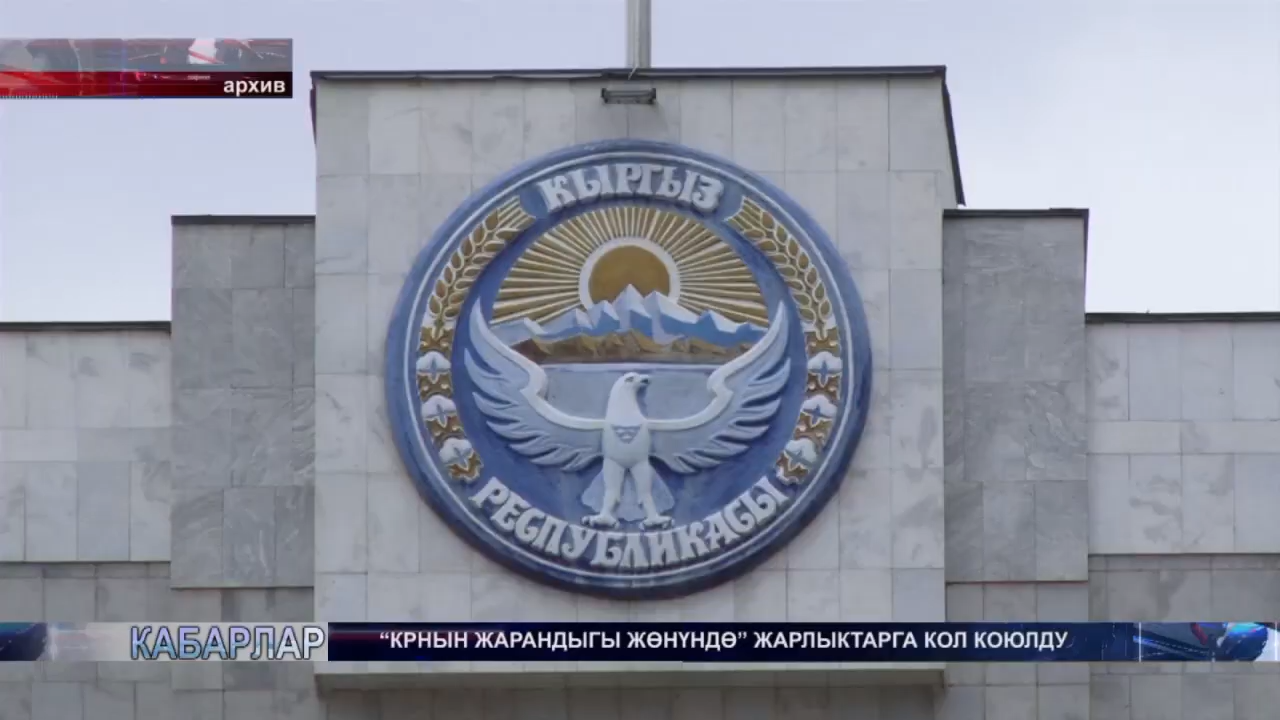 архив
КЫРГЫЗ
РЕСПУБЛИКАСЫ
КАБАРЛАР
“КРНЫН ЖАРАНДЫГЫ ЖӨНҮНДӨ” ЖАРЛЫКТАРГА КОЛ КОЮЛДУ